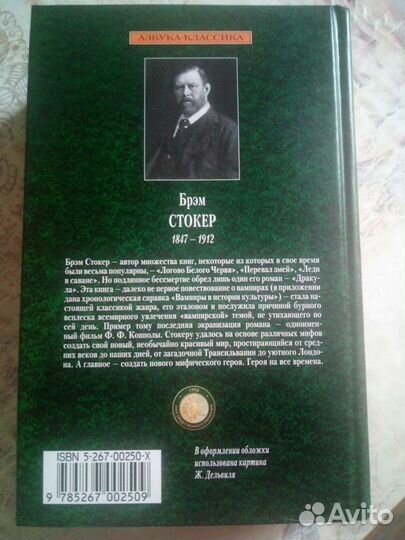 АЗБУКА-КЛАССИКА
Брэм
СТОКЕР
1847 – 1912
Брэм Стокер – автор множества книг, некоторые из которых в свое время
были весьма популярны, – «Логово Белого Червя», «Перевал змей», «Леди
в саване». Но подлинное бессмертие обрел лишь один его роман – «Драку-
ла». Эта книга – далеко не первое повествование о вампирах (в приложении
дана хронологическая справка «Вампиры в истории культуры») – стала на-
стоящей классикой жанра, его эталоном и послужила причиной бурного
всплеска всемирного увлечения «вампирской» темой, не утихающего по
сей день. Пример тому последняя экранизация романа – одноимен-
ный фильм Ф. Ф. Копполы. Стокеру удалось на основе различных мифов
создать свой новый, необычайно красивый мир, простирающийся от сред-
них веков до наших дней, от загадочной Трансильвании до уютного Лондо-
на. А главное – создать нового мифического героя. Героя на все времена.
ISBN 5-267-00250-X
9 785267 002509
В оформлении обложки
использована картина
Ж. Дельвиля
Avito